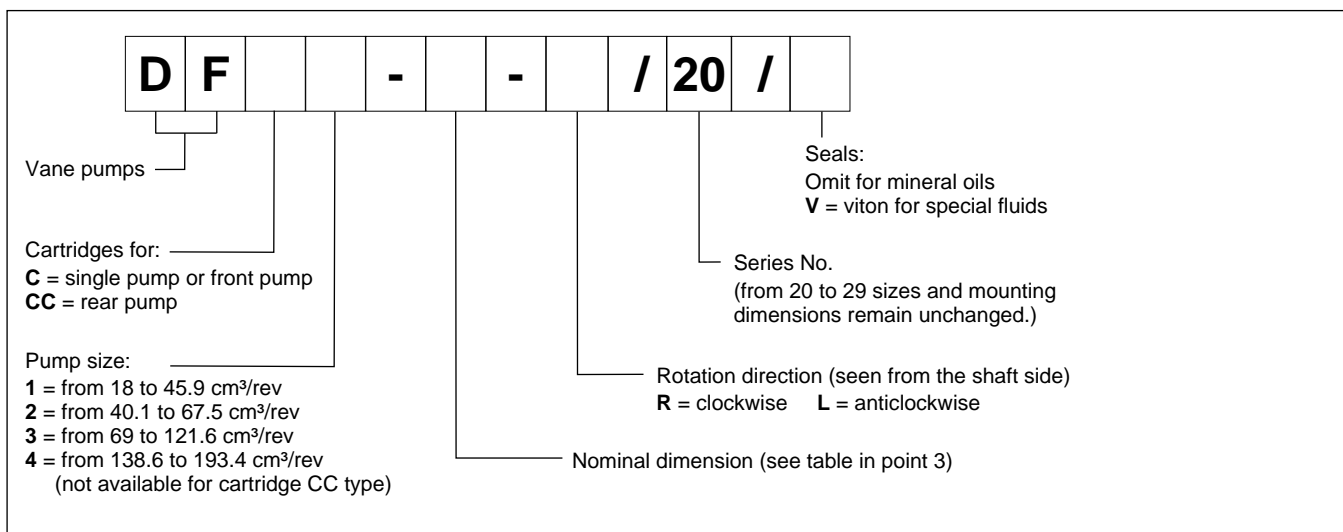 D F - - / 20 /
Vane pumps
Seals:
Omit for mineral oils
V = viton for special fluids
Cartridges for:
C = single pump or front pump
CC = rear pump
Series No.
(from 20 to 29 sizes and mounting
dimensions remain unchanged.)
Pump size:
1 = from 18 to 45.9 cm³/rev
2 = from 40.1 to 67.5 cm³/rev
3 = from 69 to 121.6 cm³/rev
4 = from 138.6 to 193.4 cm³/rev
(not available for cartridge CC type)
Rotation direction (seen from the shaft side)
R = clockwise L = anticlockwise
Nominal dimension (see table in point 3)